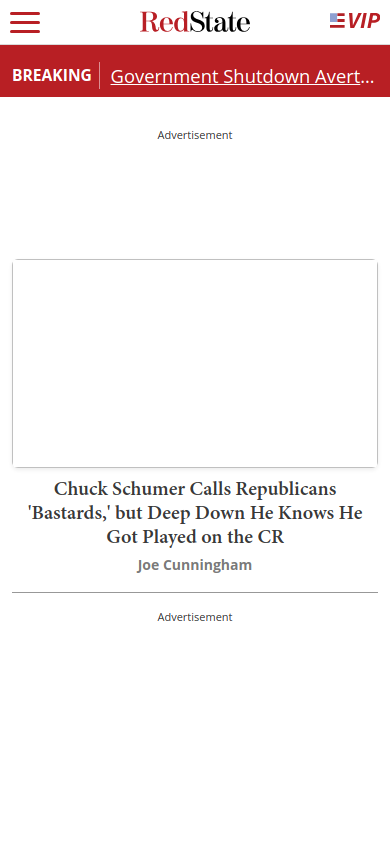 RedState
VIP
BREAKING
Government Shutdown Avert...
Advertisement
Chuck Schumer Calls Republicans
'Bastards,' but Deep Down He Knows He
Got Played on the CR
Joe Cunningham
Advertisement